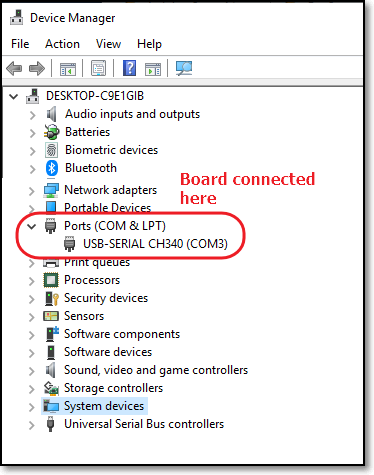 Device Manager
File Action View Help
DESKTOP-C9E1GIB
Audio inputs and outputs
Batteries
Biometric devices
Bluetooth
Network adapters
Portable Devices
Board connected
here
Ports (COM & LPT)
USB-SERIAL CH340 (COM3)
Print queues
Processors
Security devices
Sensors
Software components
Software devices
Sound, video and game controllers
Storage controllers
System devices
Universal Serial Bus controllers